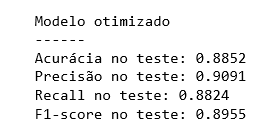 Modelo otimizado
------
Acurácia no teste: 0.8852
Precisão no teste: 0.9091
Recall no teste: 0.8824
F1-score no teste: 0.8955